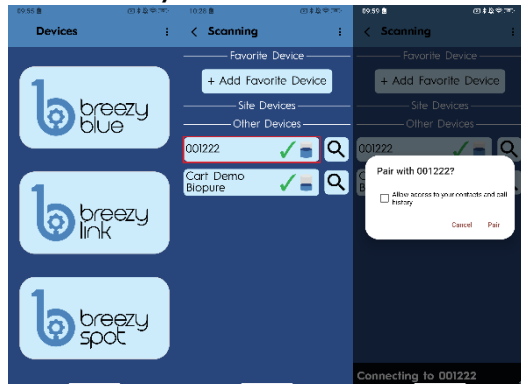 09:55
Devices
breezy
blue
breezy
link
breezy
spot
10:28
< Scanning
Favorite Device
+ Add Favorite Device
Site Devices
Other Devices
001222
Cart Demo
Biopure
09:59
< Scanning
Favorite Device
+ Add Favorite Device
Site Devices
Other Devices
001222
Pair with 001222?
Allow access to your contacts and call
history
Cancel Pair
Connecting to 001222